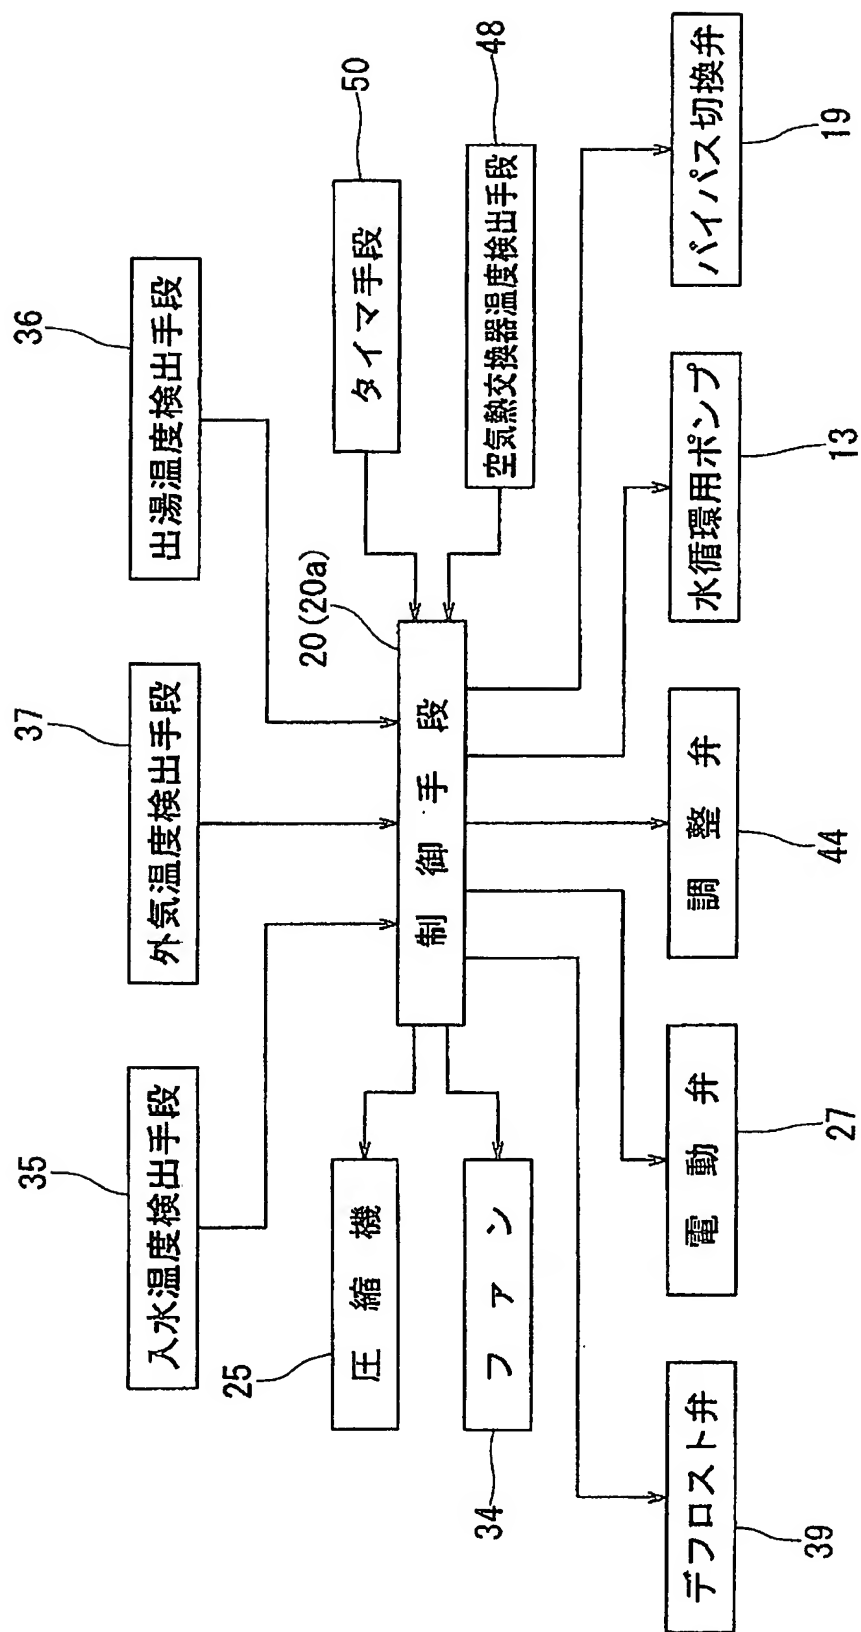 35
入水温度検出手段
37
外気温度検出手段
36
出湯温度検出手段
50
タイマ手段
48
空気熱交換器温度検出手段
20(20a)
制御手段
25
圧縮機
34
ファン
デフロスト弁
39
電動弁
27
調整弁
44
水循環用ポンプ
13
バイパス切換弁
19